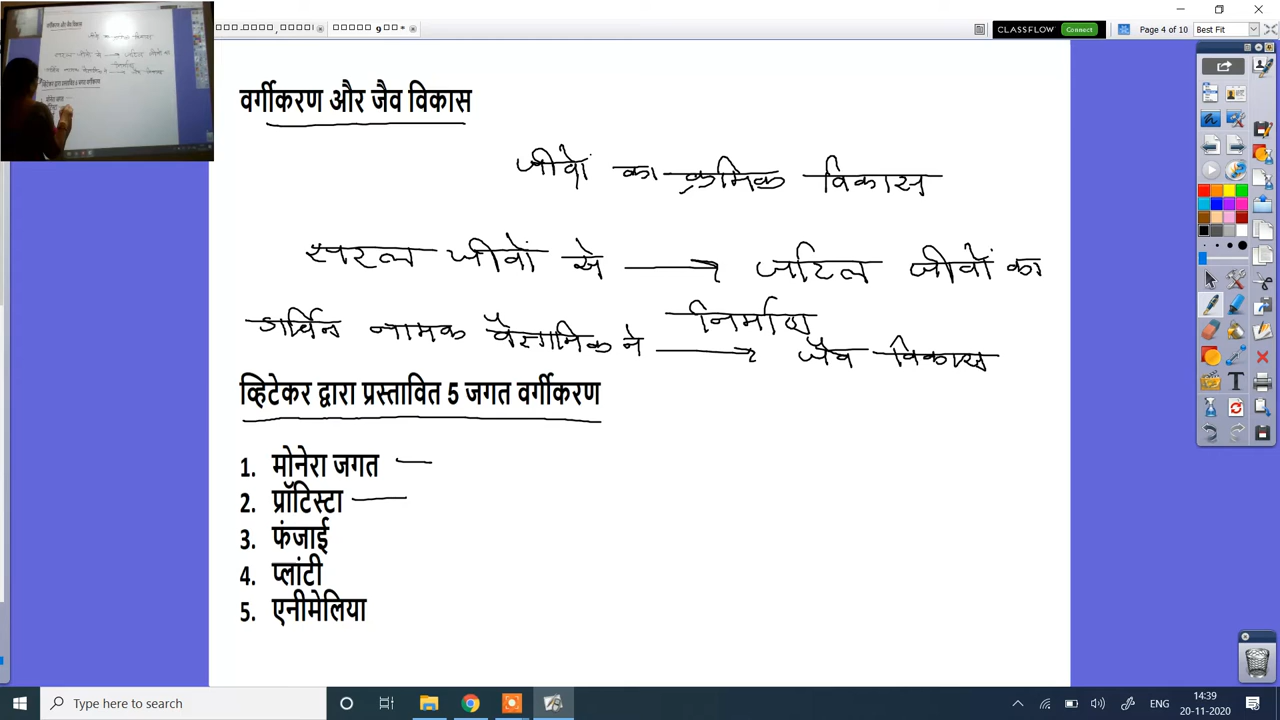 CLASSFLOW Connect Page 4 of 10 Best Fit
वर्गीकरण और जैव विकास
जीवों का क्रमिक विकास
सरल जीवों से → जटिल जीवों का
निर्माण
डार्विन नामक वैज्ञानिक ने → जैव विकास
व्हिटेकर द्वारा प्रस्तावित 5 जगत वर्गीकरण
1. मोनेरा जगत —
2. प्रॉटिस्टा —
3. फंजाई
4. प्लांटी
5. एनीमेलिया
Type here to search
ENG
14:39
20-11-2020